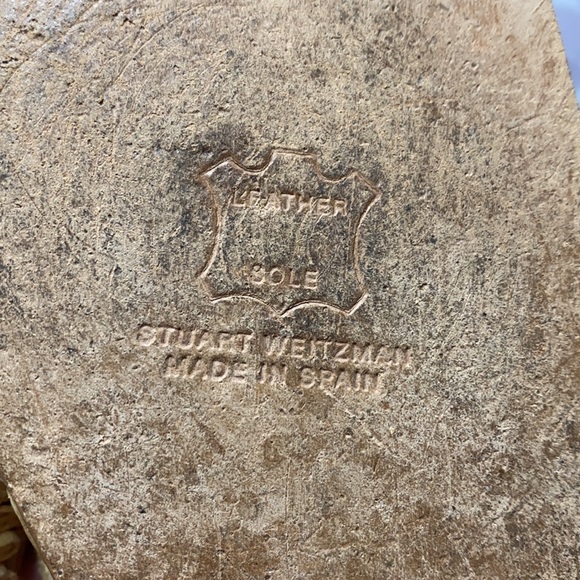 LEATHER
SOLE
STUART WEITZMAN
MADE IN SPAIN